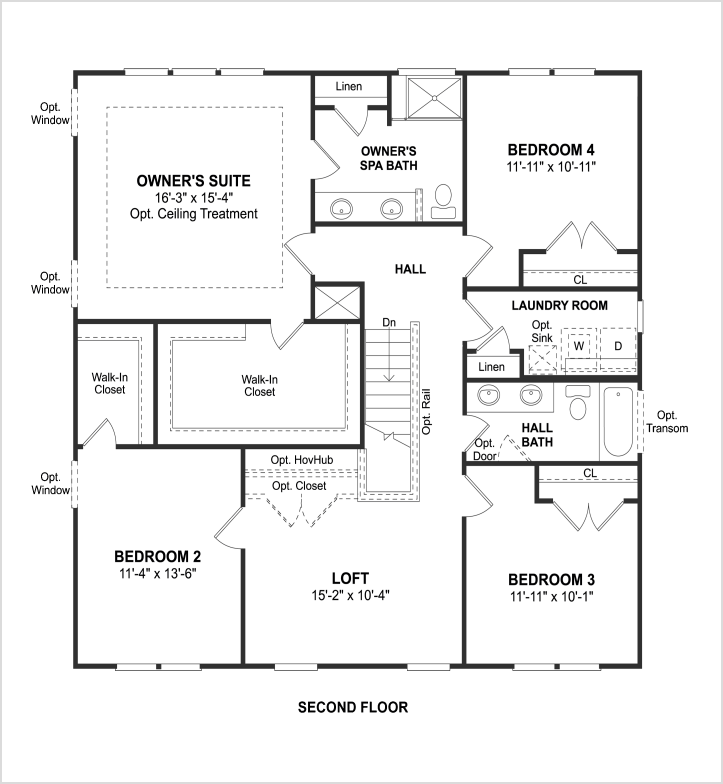 Linen
Opt.
Window
OWNER'S
SPA BATH
BEDROOM 4
11'-11" x 10'-11"
OWNER'S SUITE
16'-3" x 15'-4"
Opt. Ceiling Treatment
Opt.
Window
HALL
CL
LAUNDRY ROOM
Opt.
Sink
W
D
Dn
Linen
Walk-In
Closet
Walk-In
Closet
Opt. Rail
HALL
BATH
Opt.
Door
Opt.
Transom
Opt. HovHub
Opt. Closet
Opt.
Window
CL
BEDROOM 2
11'-4" x 13'-6"
LOFT
15'-2" x 10'-4"
BEDROOM 3
11'-11" x 10'-1"
SECOND FLOOR